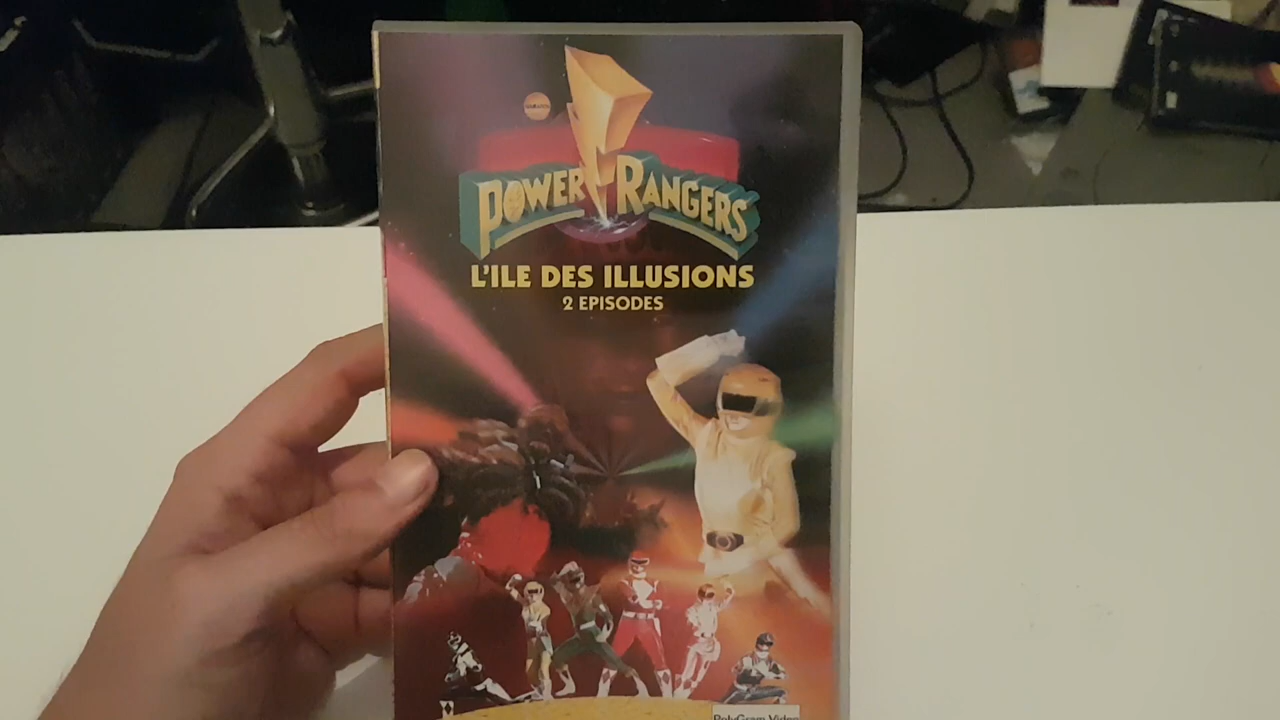 POWER RANGERS
L'ILE DES ILLUSIONS
2 EPISODES
PolyGram Video